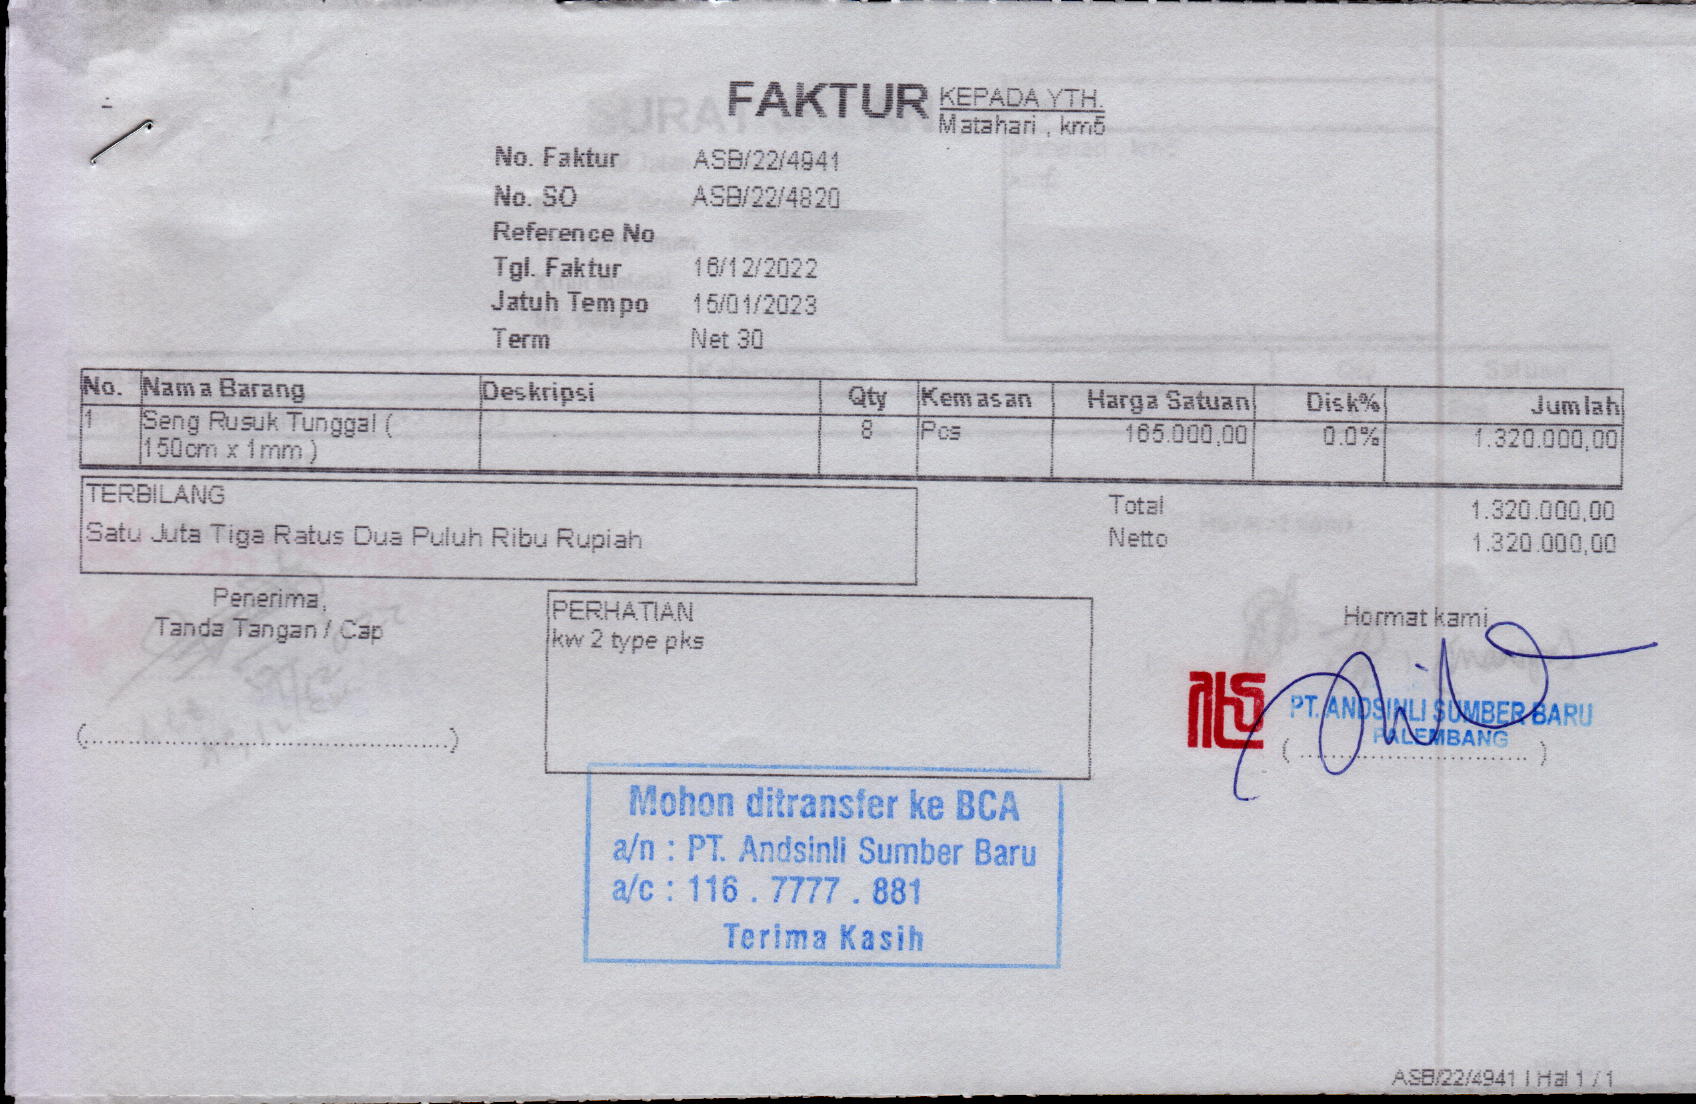 FAKTUR
KEPADA YTH.
Matahari , km5
No. Faktur ASB/22/4941
No. SO ASB/22/4820
Reference No
Tgl. Faktur 16/12/2022
Jatuh Tempo 15/01/2023
Term Net 30
No. Nama Barang Deskripsi Qty Kemasan Harga Satuan Disk% Jumlah
1 Seng Rusuk Tunggal ( 8 Pcs 165.000,00 0.0% 1.320.000,00
150cm x 1mm )
TERBILANG
Satu Juta Tiga Ratus Dua Puluh Ribu Rupiah
Total 1.320.000,00
Netto 1.320.000,00
Penerima,
Tanda Tangan / Cap
(....................................................)
PERHATIAN
kw 2 type pks
Hormat kami
PT. ANDSINLI SUMBER BARU
PALEMBANG
(.................................)
Mohon ditransfer ke BCA
a/n : PT. Andsinli Sumber Baru
a/c : 116 . 7777 . 881
Terima Kasih
ASB/22/4941 | Hal 1 / 1